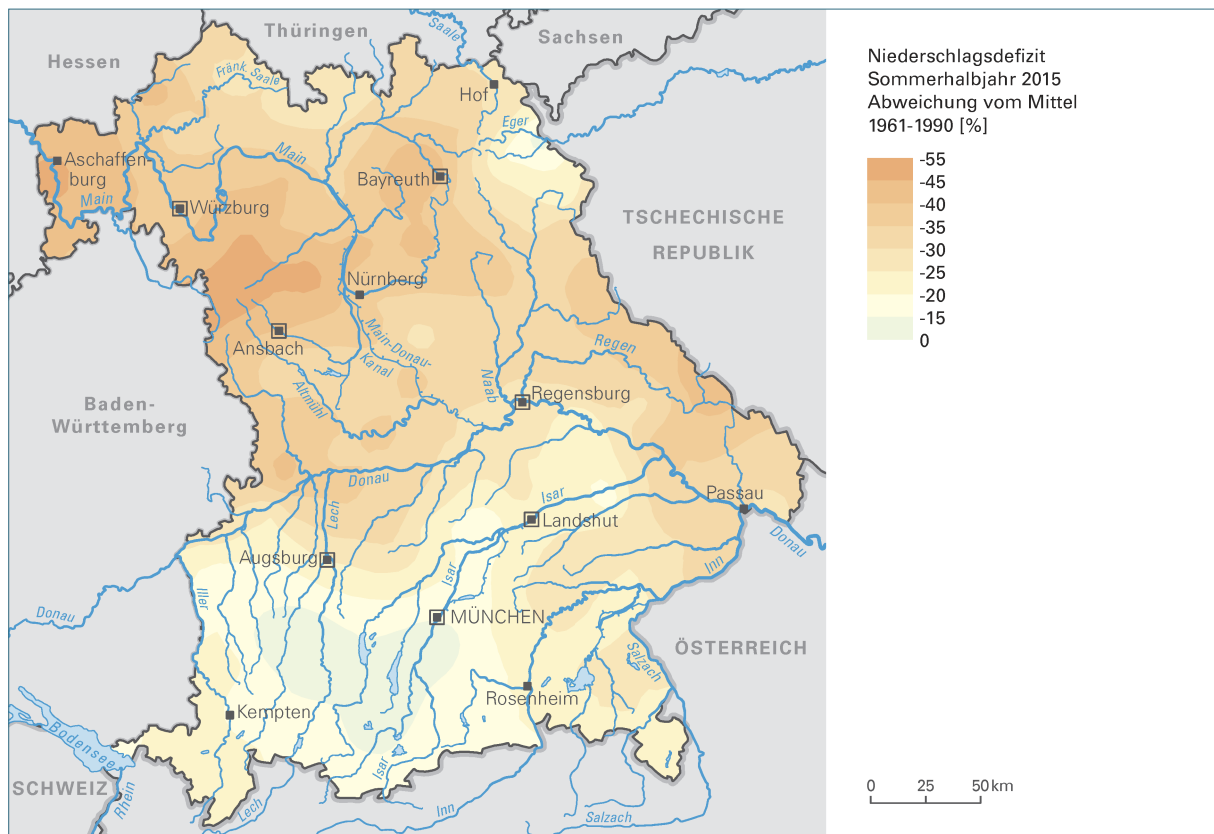 Thüringen
Sachsen
Hessen
Saale
Fränk. Saale
Hof
Eger
Aschaffen-
burg
Main
Main
Bayreuth
Würzburg
TSCHECHISCHE
REPUBLIK
Nürnberg
Main-Donau-
Kanal
Ansbach
Altmühl
Naab
Regen
Regensburg
Baden-
Württemberg
Donau
Lech
Isar
Landshut
Passau
Donau
Augsburg
Isar
Inn
Iller
MÜNCHEN
Donau
ÖSTERREICH
Salzach
Rosenheim
Kempten
Bodensee
Isar
SCHWEIZ
Rhein
Lech
Inn
Salzach
Niederschlagsdefizit
Sommerhalbjahr 2015
Abweichung vom Mittel
1961-1990 [%]
-55
-45
-40
-35
-30
-25
-20
-15
0
0 25 50 km